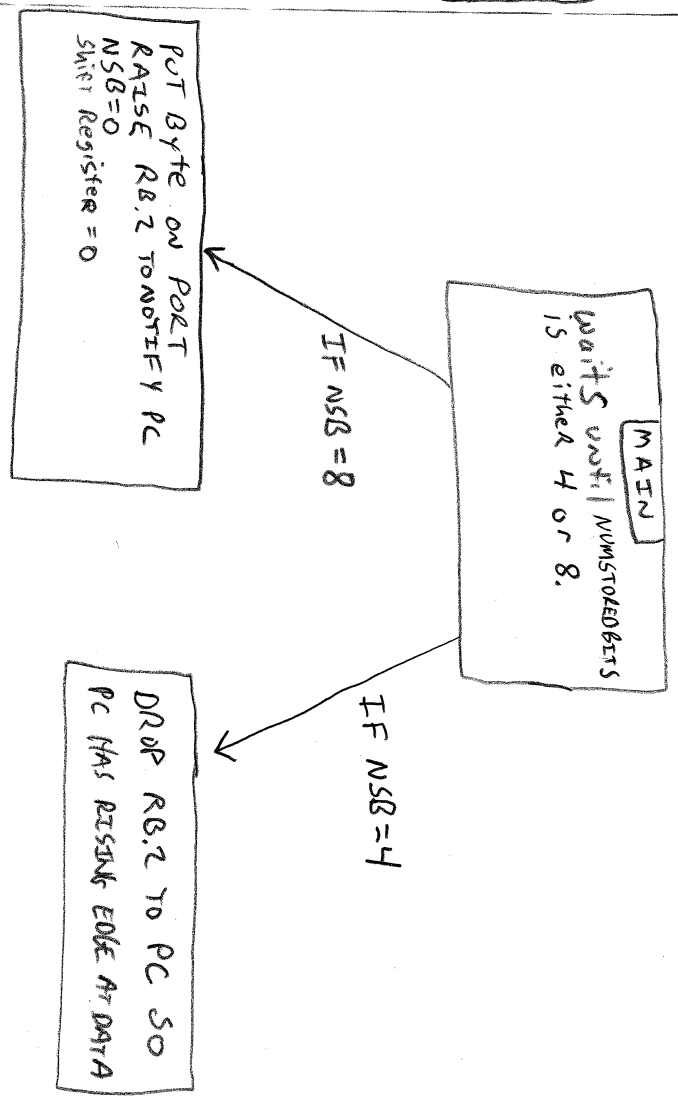 MAIN
waits until NUMSTOREDBITS
is either 4 or 8.
IF NSB=8
IF NSB=4
PUT Byte ON PORT
RAISE RB.2 TO NOTIFY PC
NSB=0
Shift Register=0
DROP RB.2 TO PC SO
PC HAS RISING EDGE AT DATA